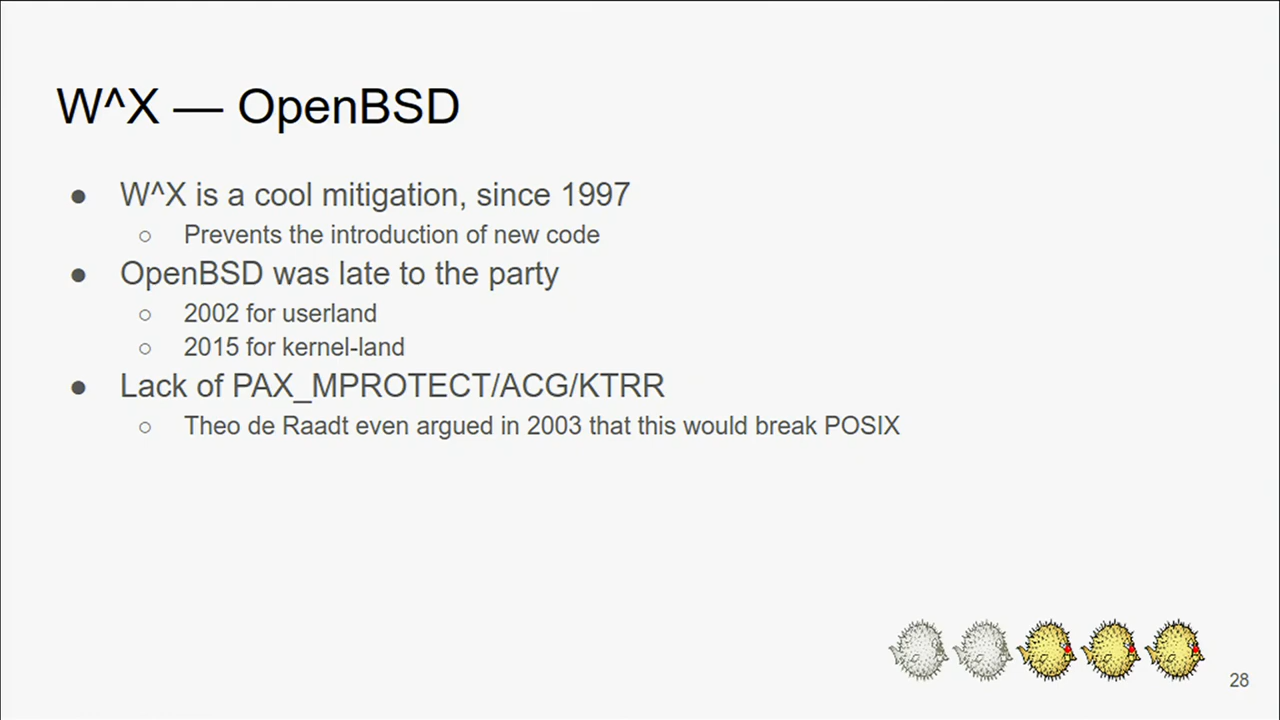 W^X — OpenBSD
● W^X is a cool mitigation, since 1997
○ Prevents the introduction of new code
● OpenBSD was late to the party
○ 2002 for userland
○ 2015 for kernel-land
● Lack of PAX_MPROTECT/ACG/KTRR
○ Theo de Raadt even argued in 2003 that this would break POSIX
28